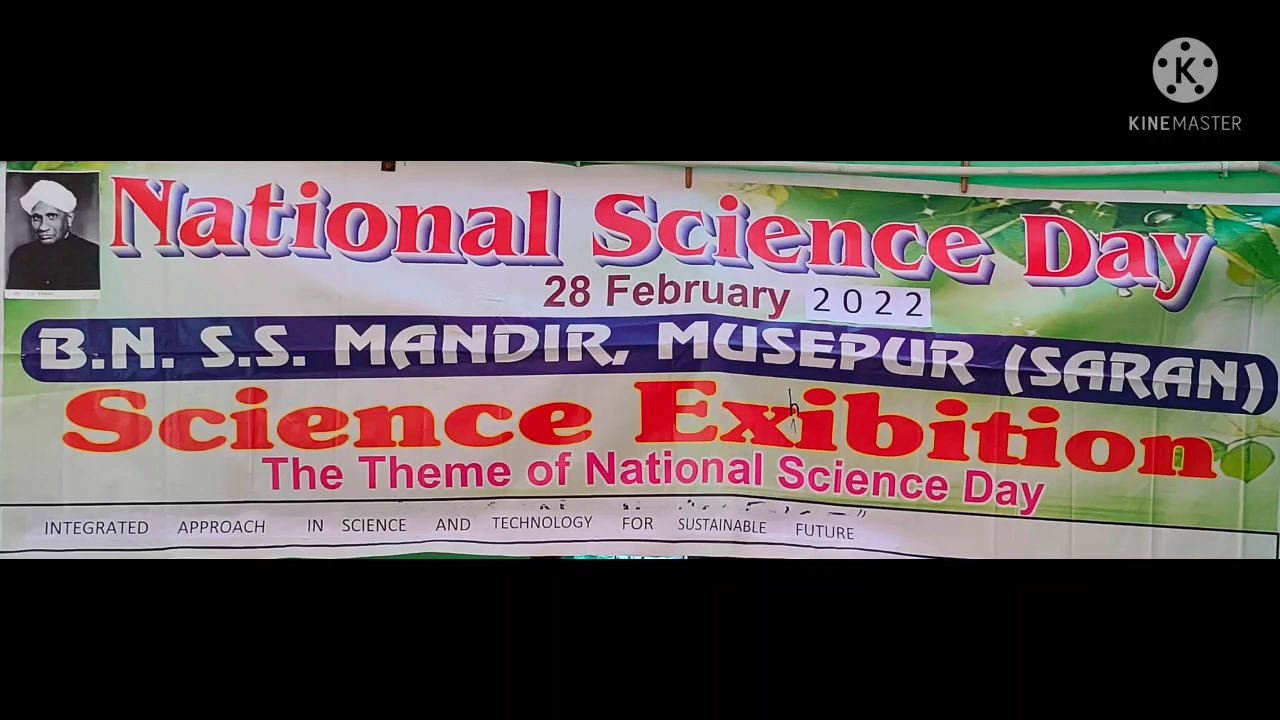 KINEMASTER
National Science Day
28 February 2022
B.N. S.S. MANDIR, MUSEPUR (SARAN)
Science Exhibition
The Theme of National Science Day
INTEGRATED APPROACH IN SCIENCE AND TECHNOLOGY FOR SUSTAINABLE FUTURE